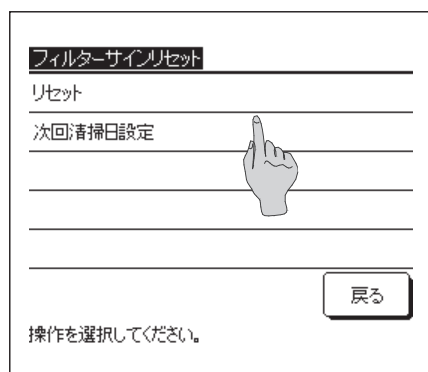 フィルターサインリセット
リセット
次回清掃日設定
戻る
操作を選択してください。